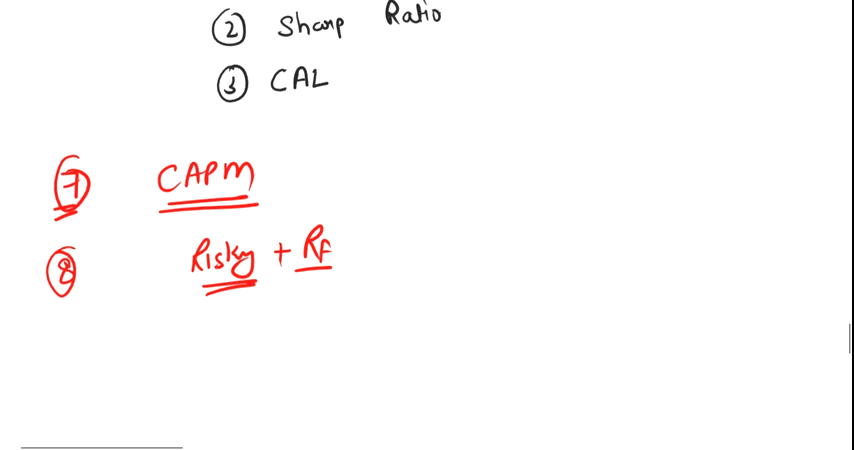 ② Sharp Ratio
③ CAL
⑦ CAPM
⑧ Risky + RF